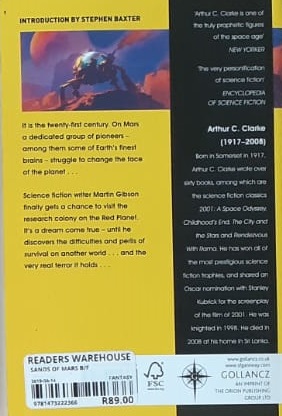 INTRODUCTION BY STEPHEN BAXTER
It is the twenty-first century. On Mars
a dedicated group of pioneers –
among them some of Earth's finest
brains – struggle to change the face
of the planet . . .
Science fiction writer Martin Gibson
finally gets a chance to visit the
research colony on the Red Planet.
It's a dream come true – until he
discovers the difficulties and perils of
survival on another world . . . and the
very real terror it holds . . .
'Arthur C. Clarke is one of
the truly prophetic figures
of the space age'
NEW YORKER
'The very personification
of science fiction'
ENCYCLOPEDIA
OF SCIENCE FICTION
Arthur C. Clarke
(1917–2008)
Born in Somerset in 1917,
Arthur C. Clarke wrote over
sixty books, among which are
the science fiction classics
2001: A Space Odyssey,
Childhood's End, The City and
the Stars and Rendezvous
With Rama. He has won all of
the most prestigious science
fiction trophies, and shared an
Oscar nomination with Stanley
Kubrick for the screenplay
of the film of 2001. He was
knighted in 1998. He died in
2008 at his home in Sri Lanka.
READERS WAREHOUSE
SANDS OF MARS B/F
FANTASY
9781473222366
R89.00
FSC
www.gollancz.co.uk
GOLLANCZ
AN IMPRINT OF
THE ORION PUBLISHING
GROUP LTD